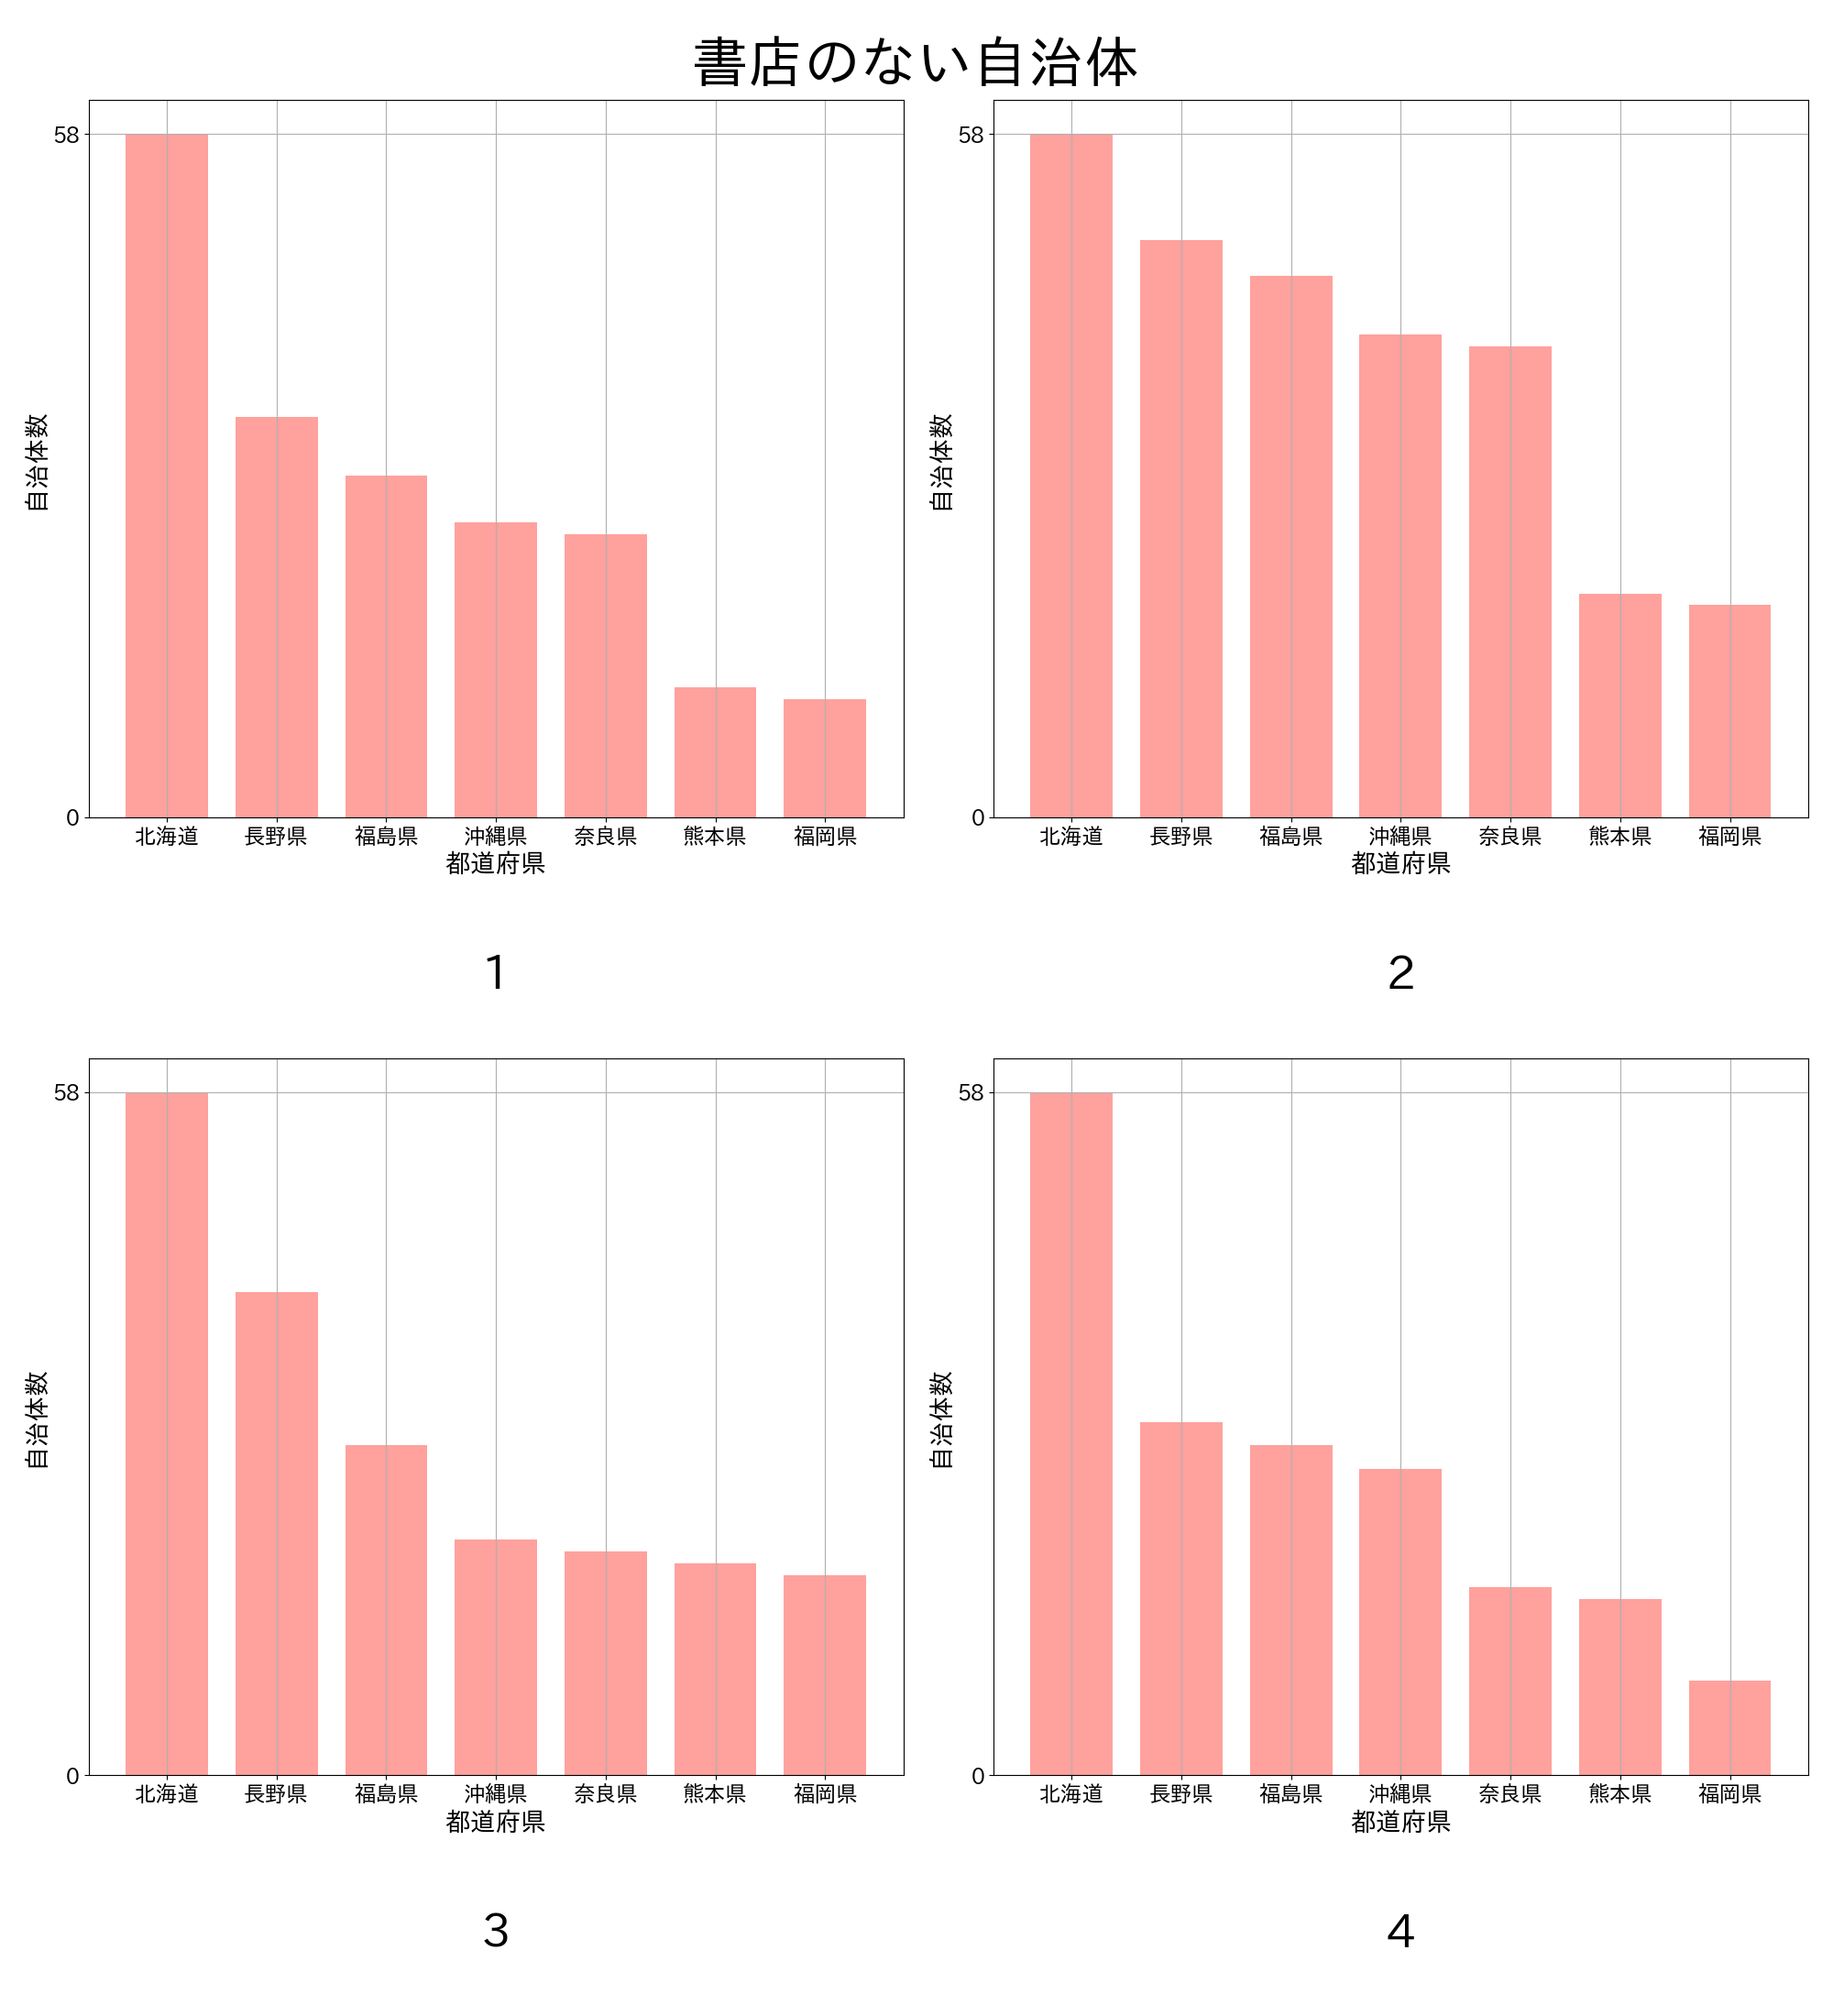 書店のない自治体
58
0
自治体数
北海道 長野県 福島県 沖縄県 奈良県 熊本県 福岡県
都道府県
1
58
0
自治体数
北海道 長野県 福島県 沖縄県 奈良県 熊本県 福岡県
都道府県
2
58
0
自治体数
北海道 長野県 福島県 沖縄県 奈良県 熊本県 福岡県
都道府県
3
58
0
自治体数
北海道 長野県 福島県 沖縄県 奈良県 熊本県 福岡県
都道府県
4